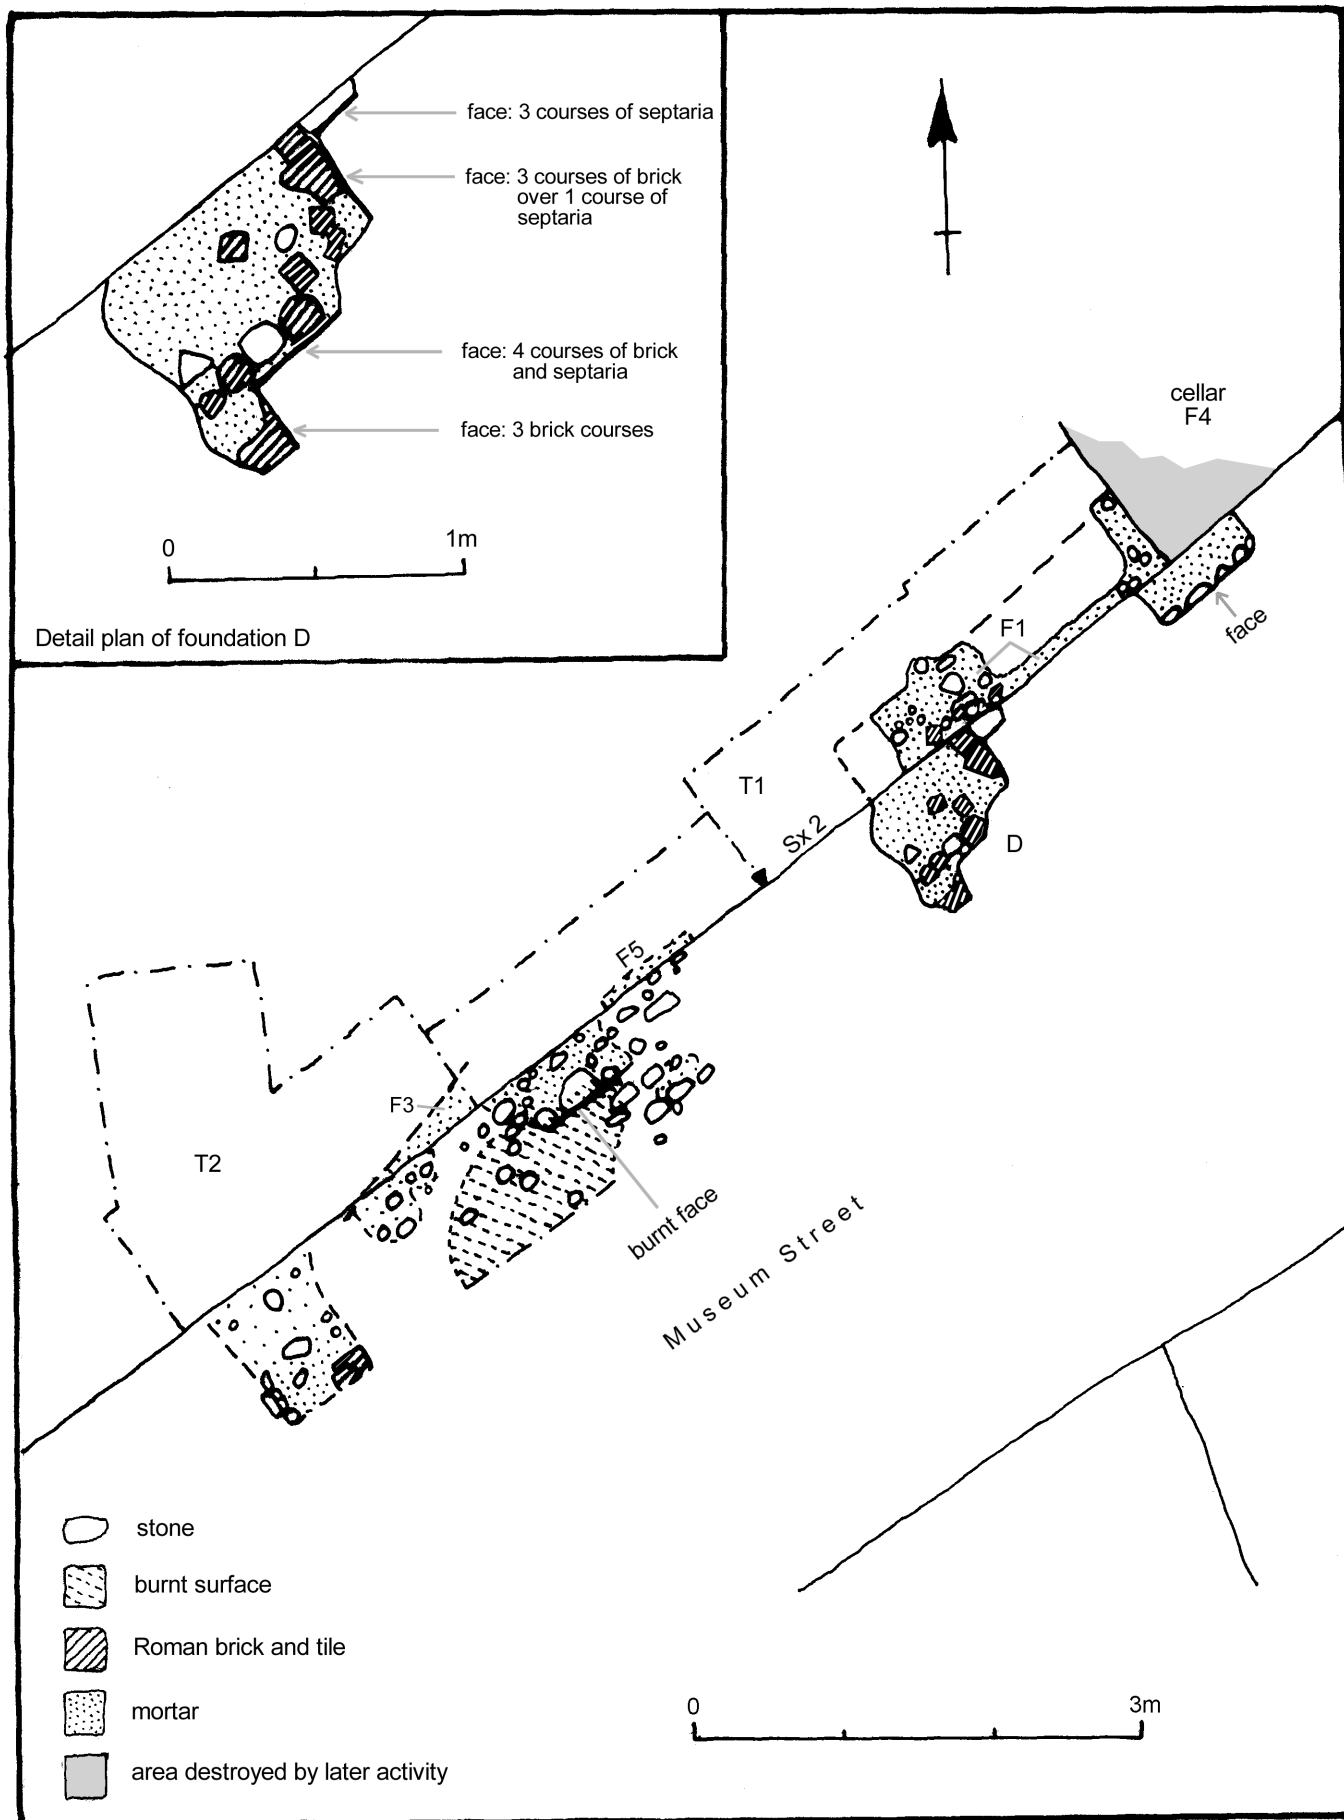 face: 3 courses of septaria
face: 3 courses of brick
over 1 course of
septaria
face: 4 courses of brick
and septaria
face: 3 brick courses
0
1m
Detail plan of foundation D
cellar
F4
face
F1
T1
Sx 2
D
F5
F3
T2
burnt face
Museum Street
stone
burnt surface
Roman brick and tile
mortar
area destroyed by later activity
0
3m